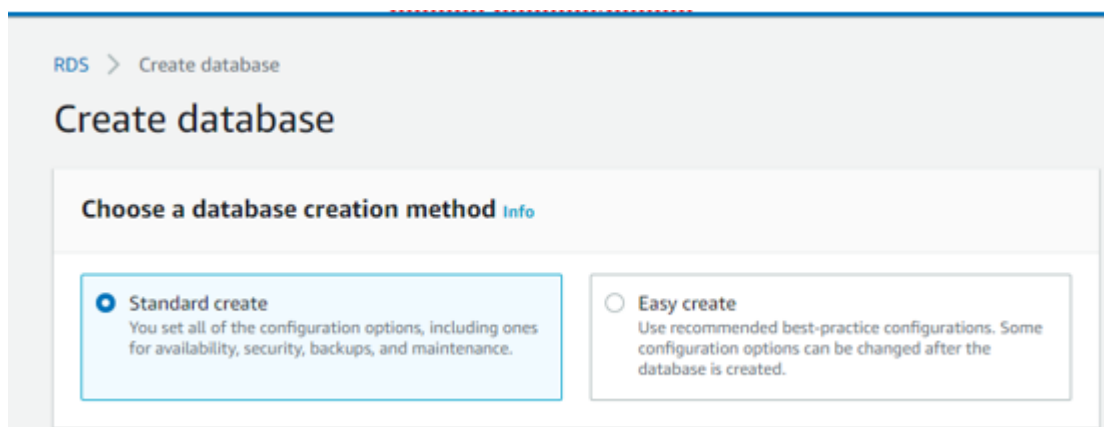 RDS > Create database
Create database
Choose a database creation method Info
Standard create
You set all of the configuration options, including ones
for availability, security, backups, and maintenance.
Easy create
Use recommended best-practice configurations. Some
configuration options can be changed after the
database is created.